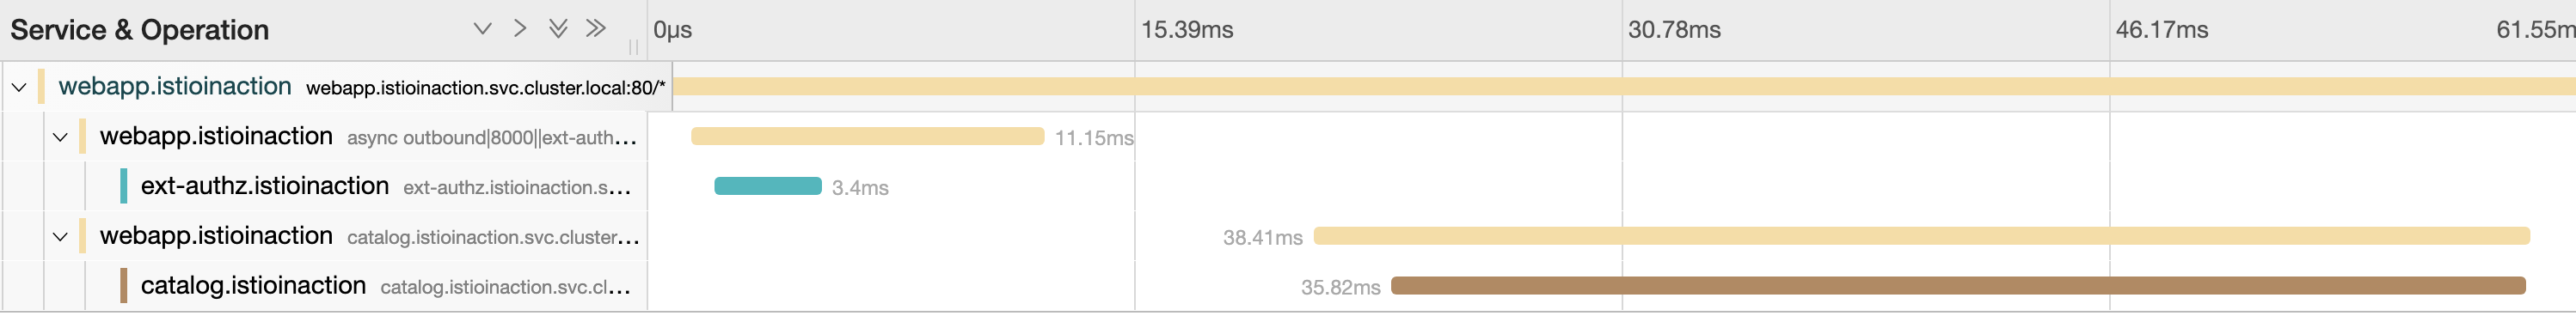 Service & Operation 0μs 15.39ms 30.78ms 46.17ms 61.55m
webapp.istioinaction webapp.istioinaction.svc.cluster.local:80/*
webapp.istioinaction async outbound|8000||ext-auth... 11.15ms
ext-authz.istioinaction ext-authz.istioinaction.s... 3.4ms
webapp.istioinaction catalog.istioinaction.svc.cluster... 38.41ms
catalog.istioinaction catalog.istioinaction.svc.cl... 35.82ms